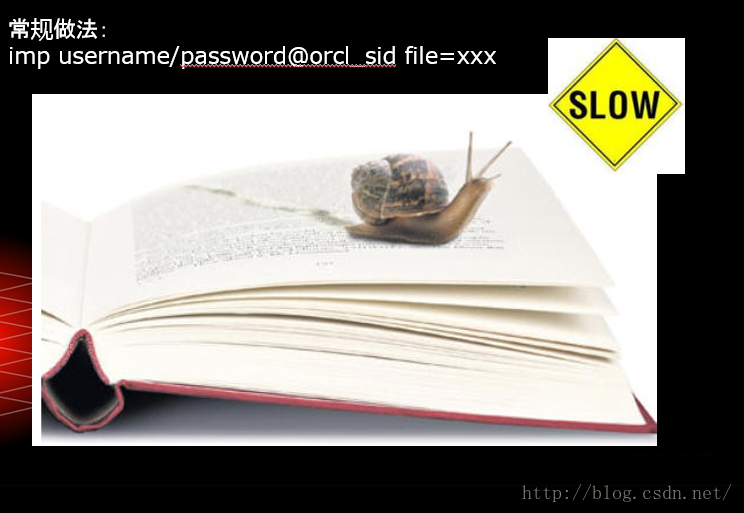 常规做法:
imp username/password@orcl_sid file=xxx
SLOW
http://blog.csdn.net/